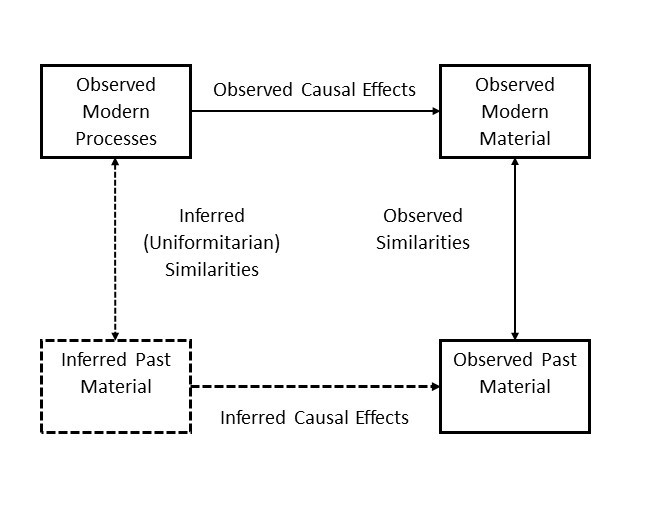 Observed
Modern
Processes
Observed Causal Effects
Observed
Modern
Material
Inferred
(Uniformitarian)
Similarities
Observed
Similarities
Inferred Past
Material
Inferred Causal Effects
Observed Past
Material